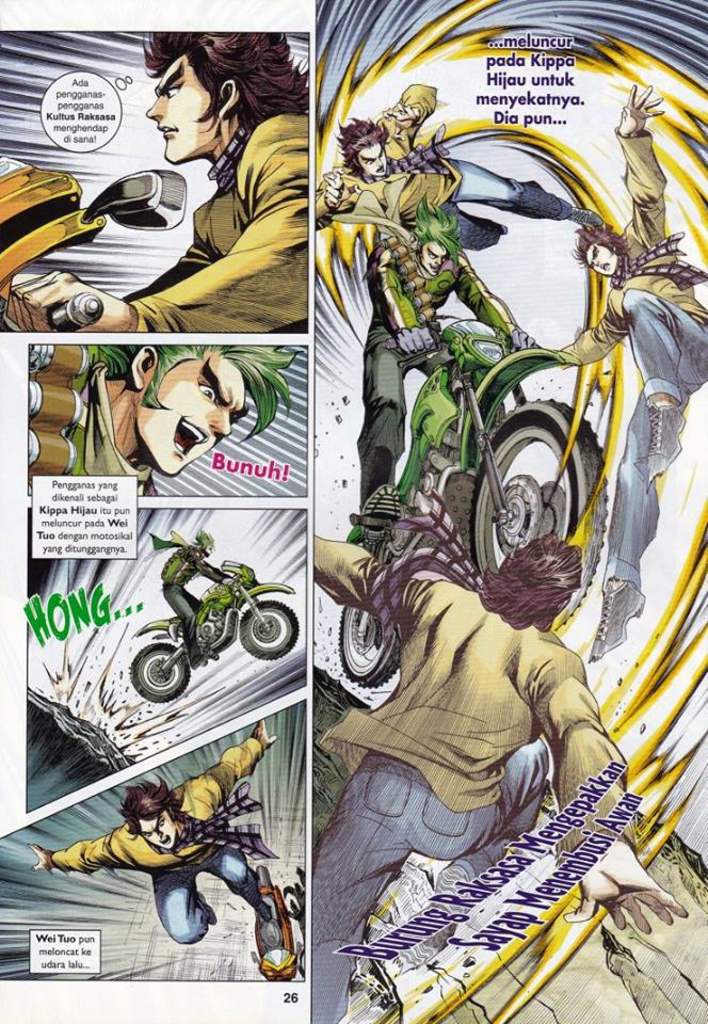 Ada
pengganas-
pengganas
Kultus Raksasa
menghendap
di sana!
Bunuh!
Pengganas yang
dikenali sebagai
Kippa Hijau itu pun
meluncur pada Wei
Tuo dengan motosikal
yang ditunggangnya.
HONG...
Wei Tuo pun
meloncat ke
udara lalu...
26
...meluncur
pada Kippa
Hijau untuk
menyekatnya.
Dia pun...
Burung Raksasa Mengepakkan
Sayap Menembusi Awan